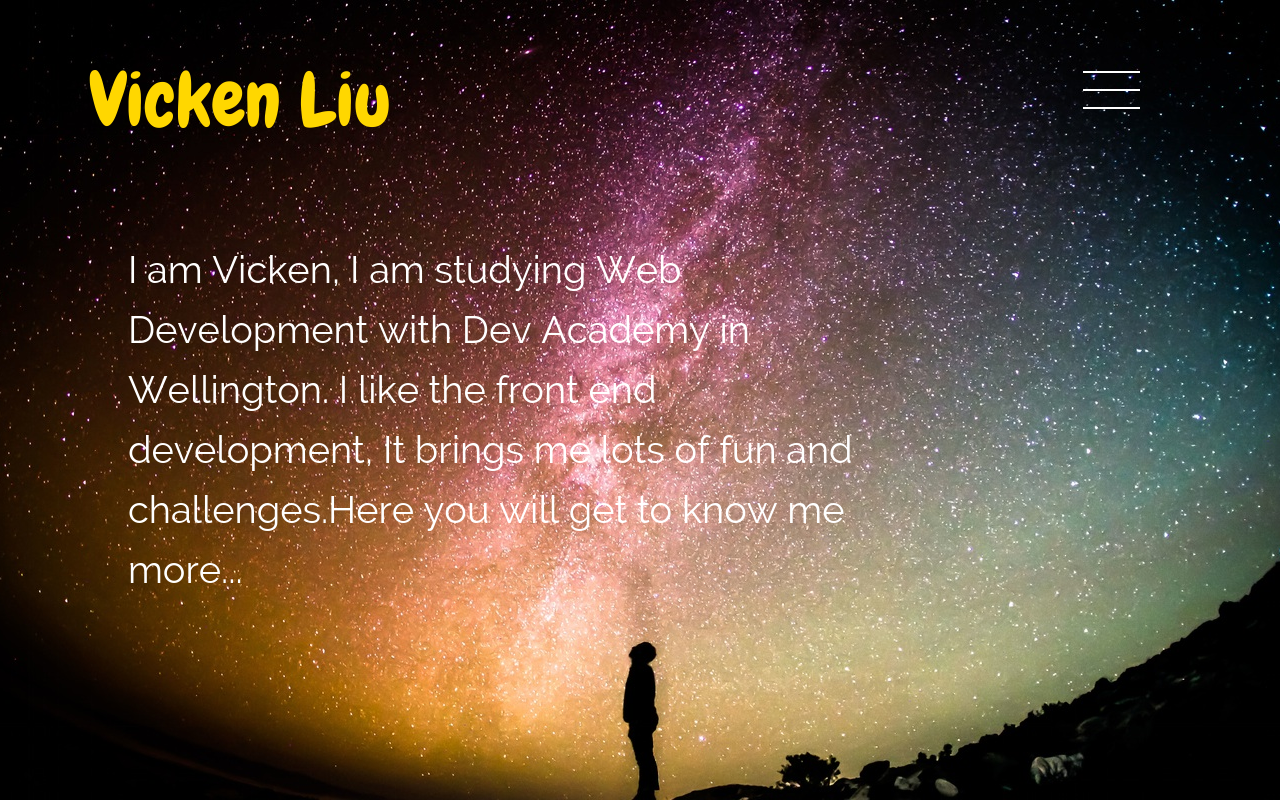 Vicken Liu
I am Vicken, I am studying Web
Development with Dev Academy in
Wellington. I like the front end
development, It brings me lots of fun and
challenges.Here you will get to know me
more...